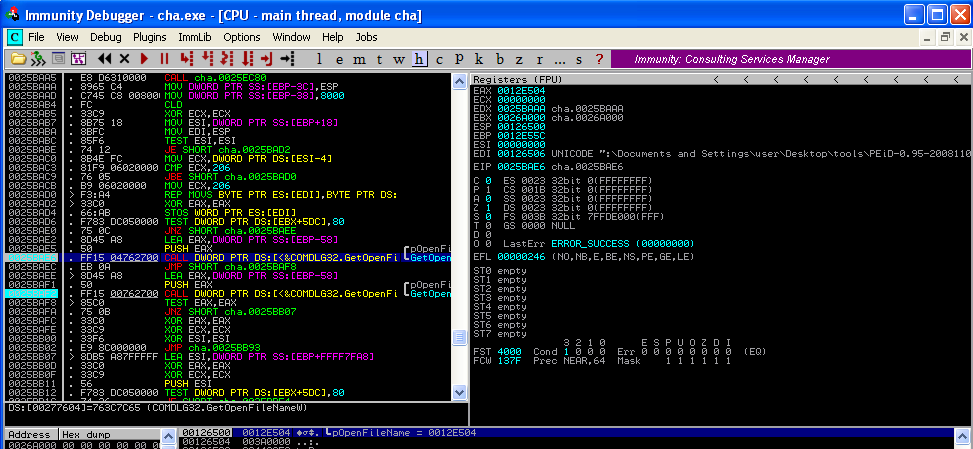 Immunity Debugger - cha.exe - [CPU - main thread, module cha]
C File View Debug Plugins ImmLib Options Window Help Jobs
l e m t w h c p k b z r ... s ? Immunity: Consulting Services Manager
0025BAA5 . E8 D6310000 CALL cha.0025EC80
0025BAAA . 8965 C4 MOV DWORD PTR SS:[EBP-3C],ESP
0025BAAD . C745 C8 008000 MOV DWORD PTR SS:[EBP-38],8000
0025BAB4 . FC CLD
0025BAB5 . 33C9 XOR ECX,ECX
0025BAB7 . 8B75 18 MOV ESI,DWORD PTR SS:[EBP+18]
0025BABA . 8BFC MOV EDI,ESP
0025BABC . 85F6 TEST ESI,ESI
0025BABE . 74 12 JE SHORT cha.0025BAD2
0025BAC0 . 8B4E FC MOV ECX,DWORD PTR DS:[ESI-4]
0025BAC3 . 81F9 06020000 CMP ECX,206
0025BAC9 . 76 05 JBE SHORT cha.0025BAD0
0025BACB . B9 06020000 MOV ECX,206
0025BAD0 > F3:A4 REP MOVS BYTE PTR ES:[EDI],BYTE PTR DS:
0025BAD2 > 33C0 XOR EAX,EAX
0025BAD4 . 66:AB STOS WORD PTR ES:[EDI]
0025BAD6 . F783 DC050000 TEST DWORD PTR DS:[EBX+5DC],80
0025BAE0 . 75 0C JNZ SHORT cha.0025BAEE
0025BAE2 . 8D45 A8 LEA EAX,DWORD PTR SS:[EBP-58]
0025BAE5 . 50 PUSH EAX pOpenFi
. FF15 04762700 CALL DWORD PTR DS:[<&COMDLG32.GetOpenFi GetOpen
0025BAEC . EB 0A JMP SHORT cha.0025BAF8
0025BAEE > 8D45 A8 LEA EAX,DWORD PTR SS:[EBP-58]
0025BAF1 . 50 PUSH EAX pOpenFi
. FF15 00762700 CALL DWORD PTR DS:[<&COMDLG32.GetOpenFi GetOpen
0025BAF8 > 85C0 TEST EAX,EAX
0025BAFA . 75 0B JNZ SHORT cha.0025BB07
0025BAFC . 33C0 XOR EAX,EAX
0025BAFE . 33C9 XOR ECX,ECX
0025BB00 . 33F6 XOR ESI,ESI
0025BB02 . E9 8C000000 JMP cha.0025BB93
0025BB07 > 8DB5 A87FFFFF LEA ESI,DWORD PTR SS:[EBP+FFFF7FA8]
0025BB0D . 33C0 XOR EAX,EAX
0025BB0F . 33C9 XOR ECX,ECX
0025BB11 . 56 PUSH ESI
0025BB12 . F783 DC050000 TEST DWORD PTR DS:[EBX+5DC],80
DS:[00277604]=763C7C65 (COMDLG32.GetOpenFileNameW)
Registers (FPU) < < < < < < < <
EAX 0012E504
ECX 00000000
EDX 0025BAAA cha.0025BAAA
EBX 0026A000 cha.0026A000
ESP 00126500
EBP 0012E55C
ESI 00000000
EDI 00126506 UNICODE ":\Documents and Settings\user\Desktop\tools\PEiD-0.95-2008110
EIP 0025BAE6 cha.0025BAE6
C 0 ES 0023 32bit 0(FFFFFFFF)
P 1 CS 001B 32bit 0(FFFFFFFF)
A 0 SS 0023 32bit 0(FFFFFFFF)
Z 1 DS 0023 32bit 0(FFFFFFFF)
S 0 FS 003B 32bit 7FFDE000(FFF)
T 0 GS 0000 NULL
D 0
O 0 LastErr ERROR_SUCCESS (00000000)
EFL 00000246 (NO,NB,E,BE,NS,PE,GE,LE)
ST0 empty
ST1 empty
ST2 empty
ST3 empty
ST4 empty
ST5 empty
ST6 empty
ST7 empty
3 2 1 0 E S P U O Z D I
FST 4000 Cond 1 0 0 0 Err 0 0 0 0 0 0 0 0 (EQ)
FCW 137F Prec NEAR,64 Mask 1 1 1 1 1 1
Address Hex dump
0026A000 00 00 00 00 00 00
00126500 0012E504 pOpenFileName = 0012E504
00126504 003A0000 ..:.